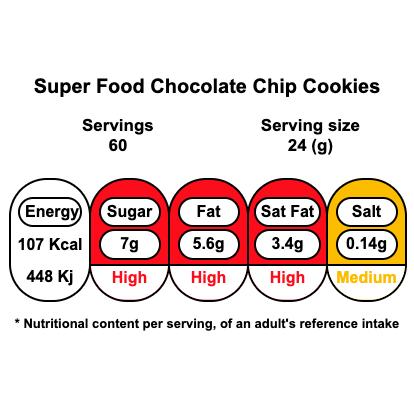 Super Food Chocolate Chip Cookies
Servings Serving size
60 24 (g)
Energy Sugar Fat Sat Fat Salt
107 Kcal 7g 5.6g 3.4g 0.14g
448 Kj High High High Medium
* Nutritional content per serving, of an adult's reference intake